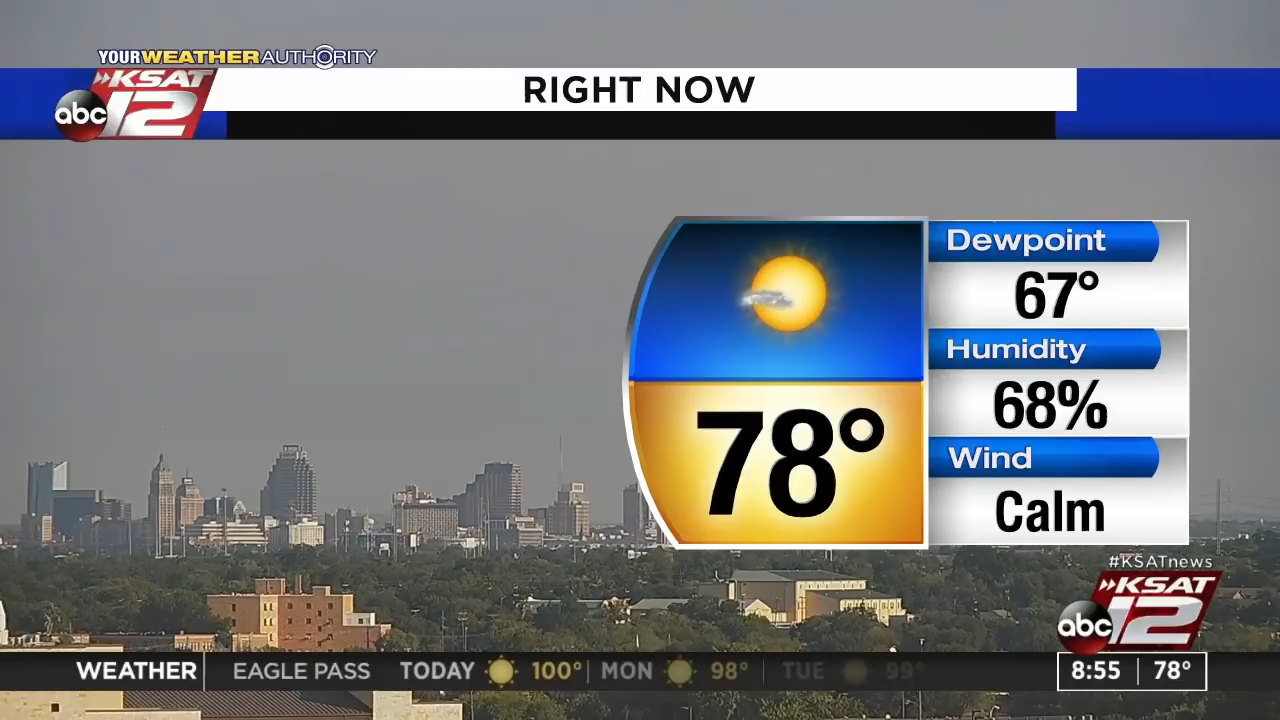 YOURWEATHERAUTHORITY
KSAT
abc 12
RIGHT NOW
Dewpoint
67°
Humidity
68%
78°
Wind
Calm
#KSATnews
KSAT
abc 12
WEATHER EAGLE PASS TODAY 100° MON 98° TUE 99°
8:55 78°